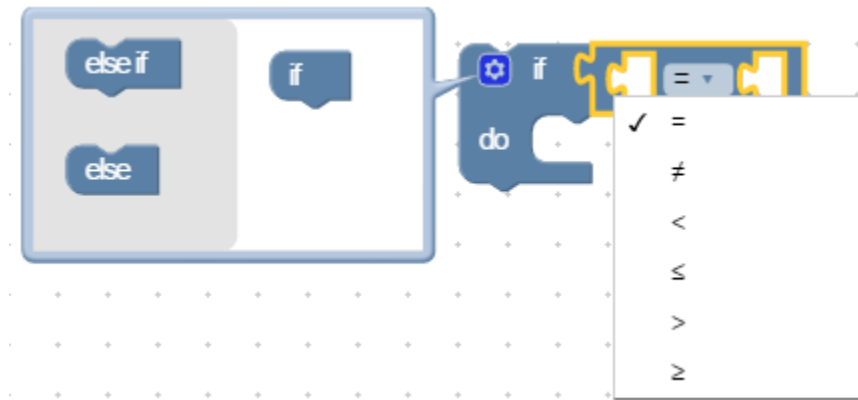 else if
if
else
if
=
do
✓ =
≠
<
≤
>
≥